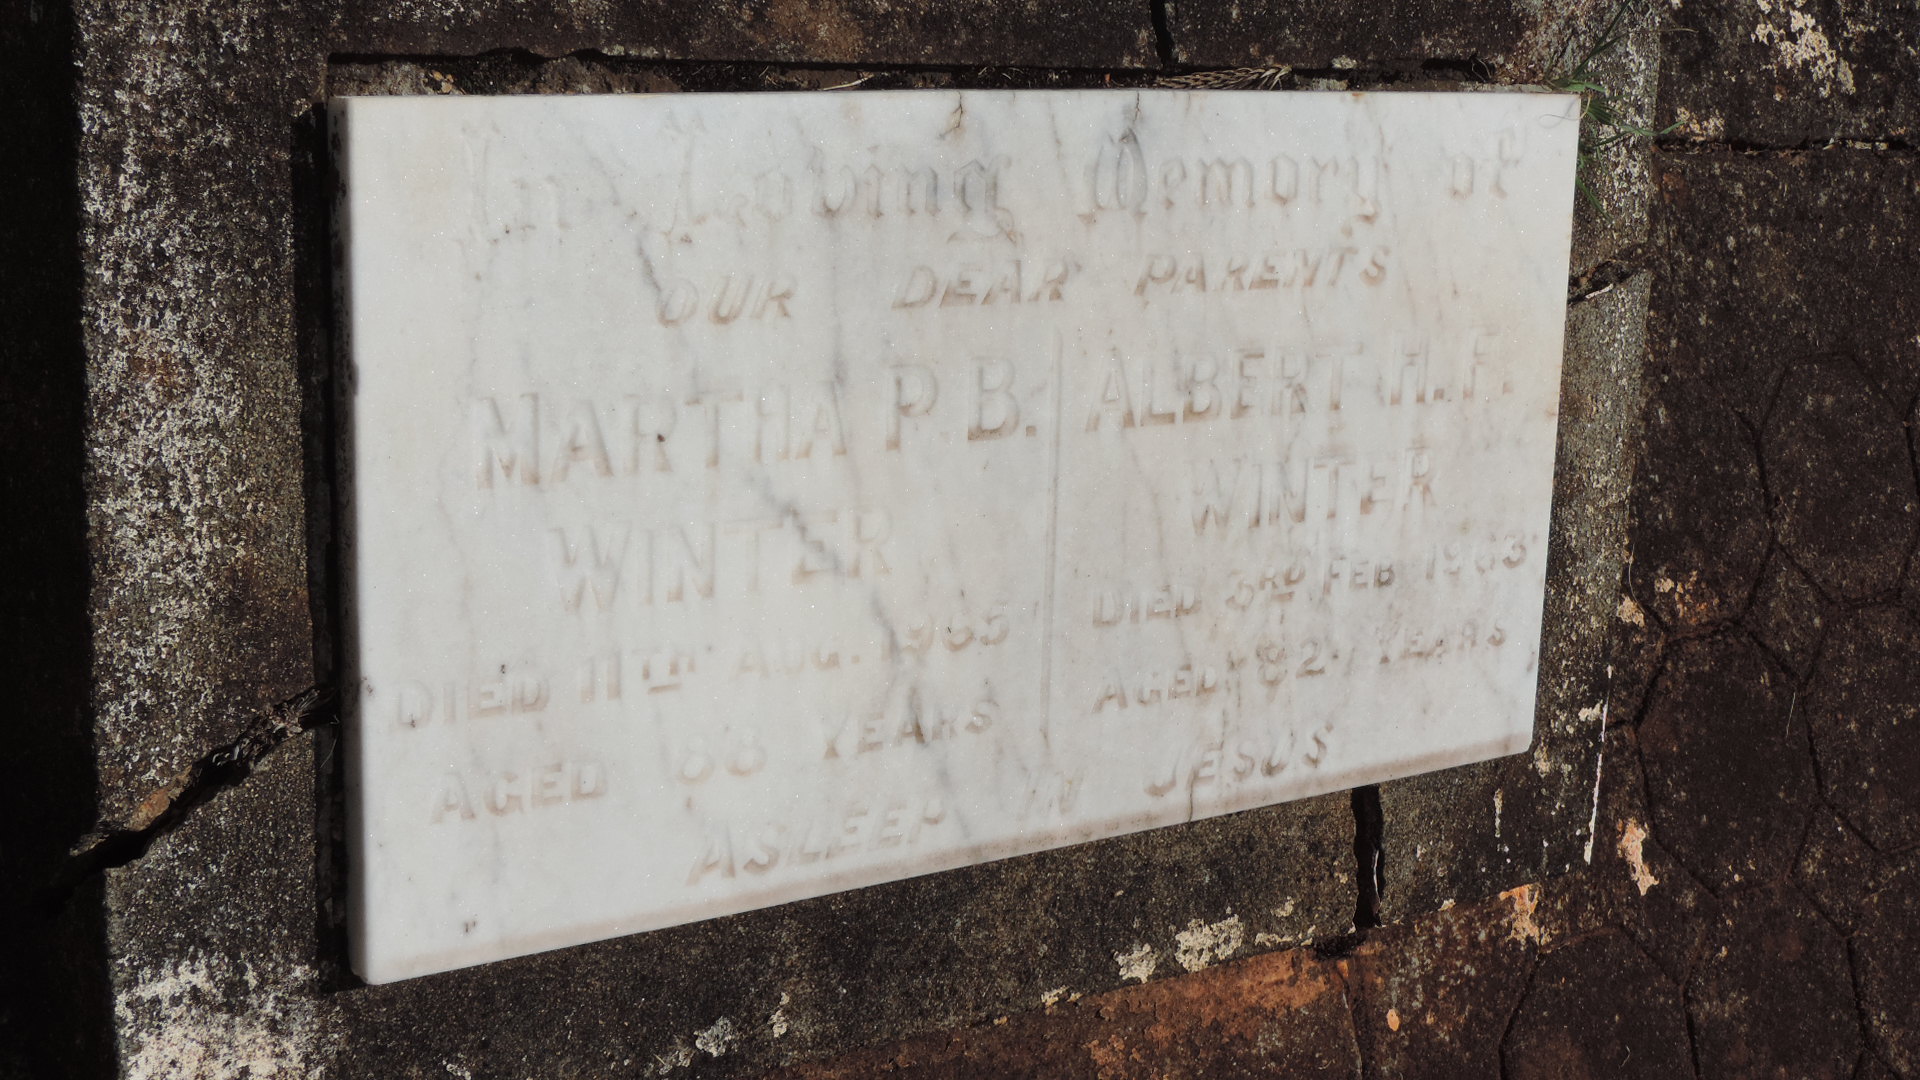 In Loving Memory of
OUR DEAR PARENTS
MARTHA P. B.
WINTER
DIED 11TH AUG. 1965
AGED 88 YEARS
ALBERT H. F.
WINTER
DIED 3RD FEB. 1963
AGED 82 YEARS
ASLEEP IN JESUS